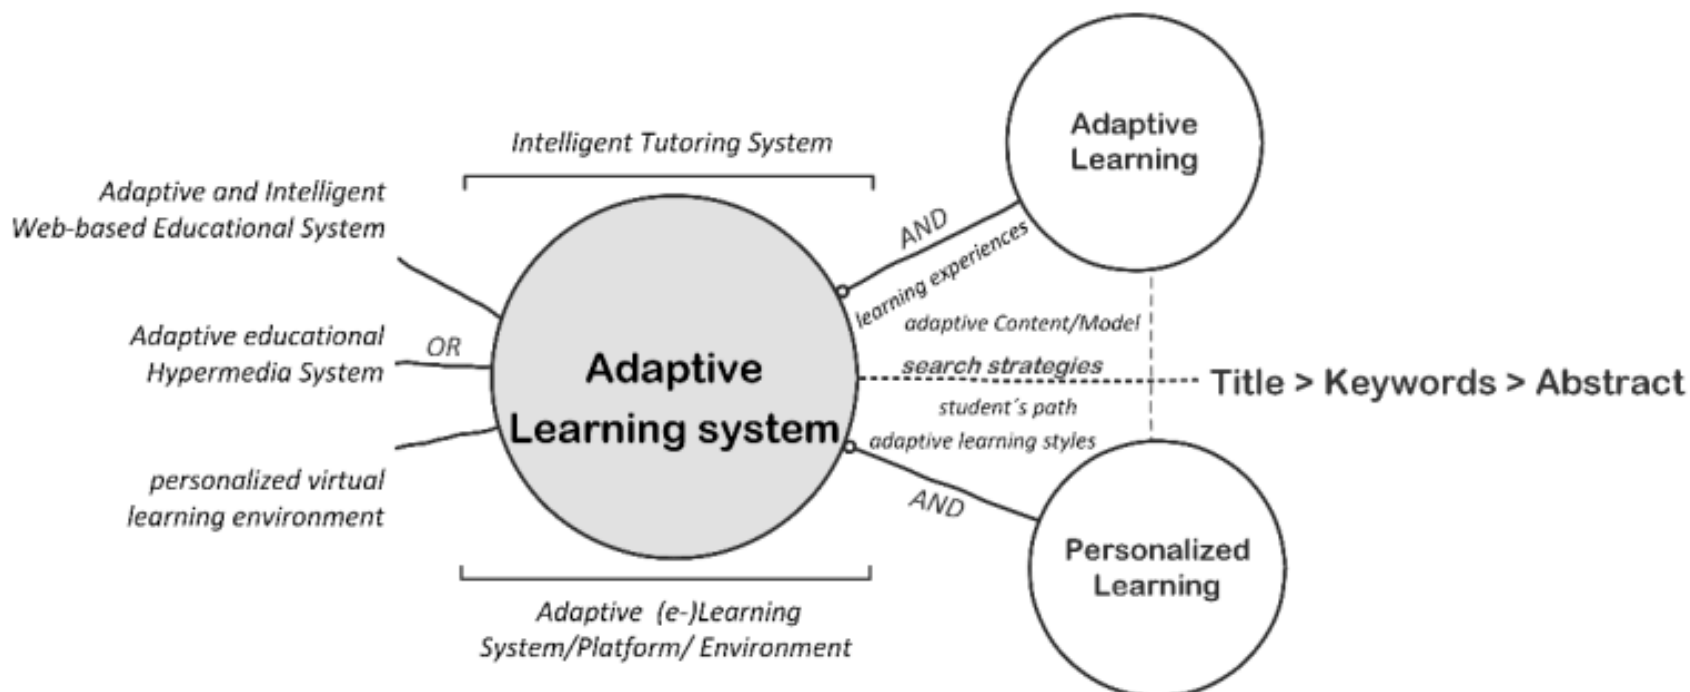 Intelligent Tutoring System
Adaptive and Intelligent
Web-based Educational System
Adaptive educational
Hypermedia System
OR
personalized virtual
learning environment
Adaptive
Learning system
Adaptive (e-)Learning
System/Platform/ Environment
AND
learning experiences
adaptive Content/Model
search strategies
student´s path
adaptive learning styles
AND
Adaptive
Learning
Title > Keywords > Abstract
Personalized
Learning